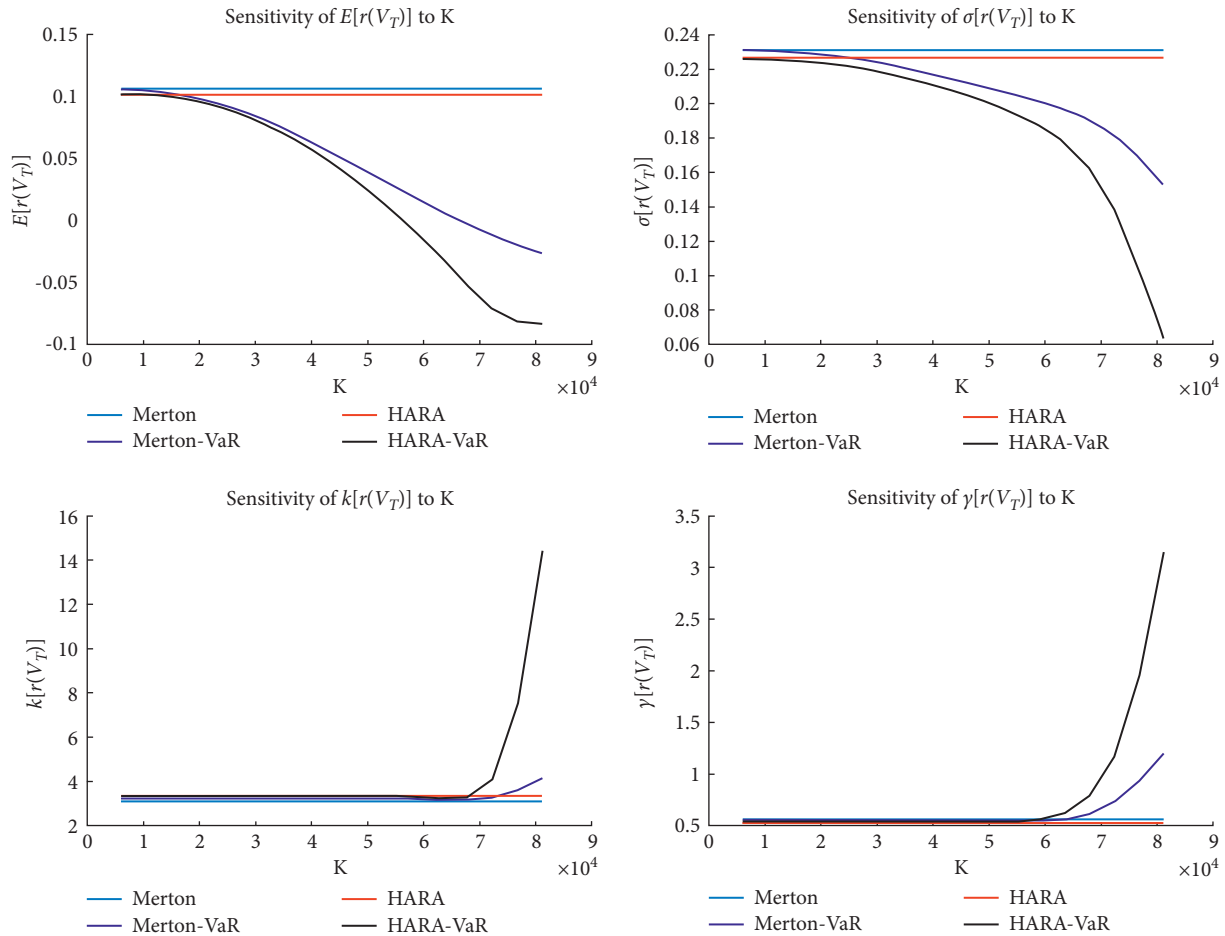 Sensitivity of E[r(V_T)] to K
0.15
0.1
0.05
0
-0.05
-0.1
E[r(V_T)]
0 1 2 3 4 5 6 7 8 9
×10^4
K
Merton
HARA
Merton-VaR
HARA-VaR
Sensitivity of σ[r(V_T)] to K
0.24
0.22
0.2
0.18
0.16
0.14
0.12
0.1
0.08
0.06
σ[r(V_T)]
0 1 2 3 4 5 6 7 8 9
×10^4
K
Merton
HARA
Merton-VaR
HARA-VaR
Sensitivity of k[r(V_T)] to K
16
14
12
10
8
6
4
2
k[r(V_T)]
0 1 2 3 4 5 6 7 8 9
×10^4
K
Merton
HARA
Merton-VaR
HARA-VaR
Sensitivity of γ[r(V_T)] to K
3.5
3
2.5
2
1.5
1
0.5
γ[r(V_T)]
0 1 2 3 4 5 6 7 8 9
×10^4
K
Merton
HARA
Merton-VaR
HARA-VaR